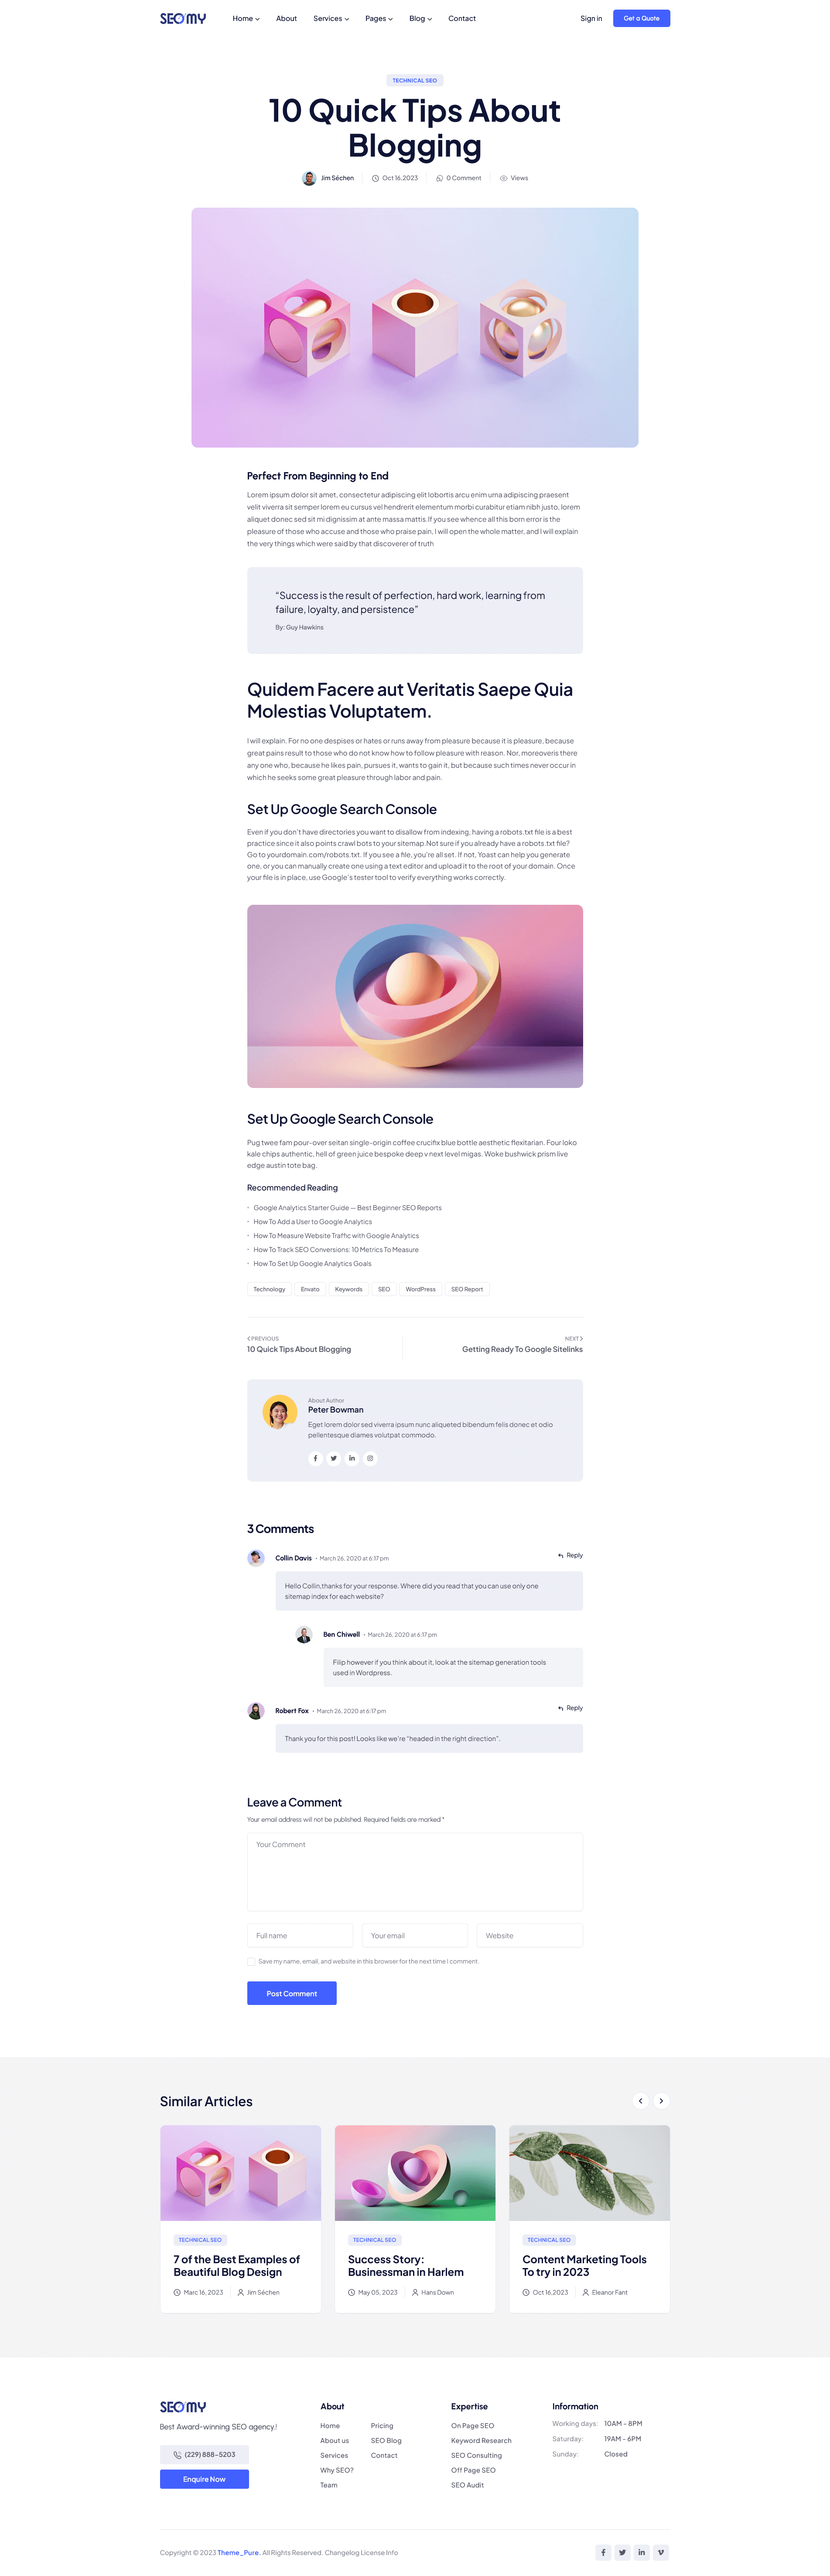 SEOMY
Home
About
Services
Pages
Blog
Contact
Sign in
Get a Quote
TECHNICAL SEO
10 Quick Tips About
Blogging
Jim Séchen
Oct 16,2023
0 Comment
Views
Perfect From Beginning to End
Lorem ipsum dolor sit amet, consectetur adipiscing elit lobortis arcu enim urna adipiscing praesent
velit viverra sit semper lorem eu cursus vel hendrerit elementum morbi curabitur etiam nibh justo, lorem
aliquet donec sed sit mi dignissim at ante massa mattis.If you see whence all this born error is the
pleasure of those who accuse and those who praise pain, I will open the whole matter, and I will explain
the very things which were said by that discoverer of truth
“Success is the result of perfection, hard work, learning from
failure, loyalty, and persistence”
By: Guy Hawkins
Quidem Facere aut Veritatis Saepe Quia
Molestias Voluptatem.
I will explain. For no one despises or hates or runs away from pleasure because it is pleasure, because
great pains result to those who do not know how to follow pleasure with reason. Nor, moreoveris there
any one who, because he likes pain, pursues it, wants to gain it, but because such times never occur in
which he seeks some great pleasure through labor and pain.
Set Up Google Search Console
Even if you don’t have directories you want to disallow from indexing, having a robots.txt file is a best
practice since it also points crawl bots to your sitemap.Not sure if you already have a robots.txt file?
Go to yourdomain.com/robots.txt. If you see a file, you’re all set. If not, Yoast can help you generate
one, or you can manually create one using a text editor and upload it to the root of your domain. Once
your file is in place, use Google’s tester tool to verify everything works correctly.
Set Up Google Search Console
Pug twee fam pour-over seitan single-origin coffee crucifix blue bottle aesthetic flexitarian. Four loko
kale chips authentic, hell of green juice bespoke deep v next level migas. Woke bushwick prism live
edge austin tote bag.
Recommended Reading
Google Analytics Starter Guide — Best Beginner SEO Reports
How To Add a User to Google Analytics
How To Measure Website Traffic with Google Analytics
How To Track SEO Conversions: 10 Metrics To Measure
How To Set Up Google Analytics Goals
Technology
Envato
Keywords
SEO
WordPress
SEO Report
PREVIOUS
10 Quick Tips About Blogging
NEXT
Getting Ready To Google Sitelinks
About Author
Peter Bowman
Eget lorem dolor sed viverra ipsum nunc aliqueted bibendum felis donec et odio
pellentesque diames volutpat commodo.
3 Comments
Collin Davis • March 26, 2020 at 6:17 pm
Reply
Hello Collin,thanks for your response. Where did you read that you can use only one
sitemap index for each website?
Ben Chiwell • March 26, 2020 at 6:17 pm
Filip however if you think about it, look at the sitemap generation tools
used in Wordpress.
Robert Fox • March 26, 2020 at 6:17 pm
Reply
Thank you for this post! Looks like we’re “headed in the right direction”.
Leave a Comment
Your email address will not be published. Required fields are marked *
Your Comment
Full name
Your email
Website
Save my name, email, and website in this browser for the next time I comment.
Post Comment
Similar Articles
TECHNICAL SEO
7 of the Best Examples of
Beautiful Blog Design
Marc 16, 2023
Jim Séchen
TECHNICAL SEO
Success Story:
Businessman in Harlem
May 05, 2023
Hans Down
TECHNICAL SEO
Content Marketing Tools
To try in 2023
Oct 16,2023
Eleanor Fant
SEOMY
Best Award-winning SEO agency.!
(229) 888-5203
Enquire Now
About
Home
About us
Services
Why SEO?
Team
Pricing
SEO Blog
Contact
Expertise
On Page SEO
Keyword Research
SEO Consulting
Off Page SEO
SEO Audit
Information
Working days: 10AM - 8PM
Saturday: 19AM - 6PM
Sunday: Closed
Copyright © 2023 Theme_Pure. All Rights Reserved. Changelog License Info